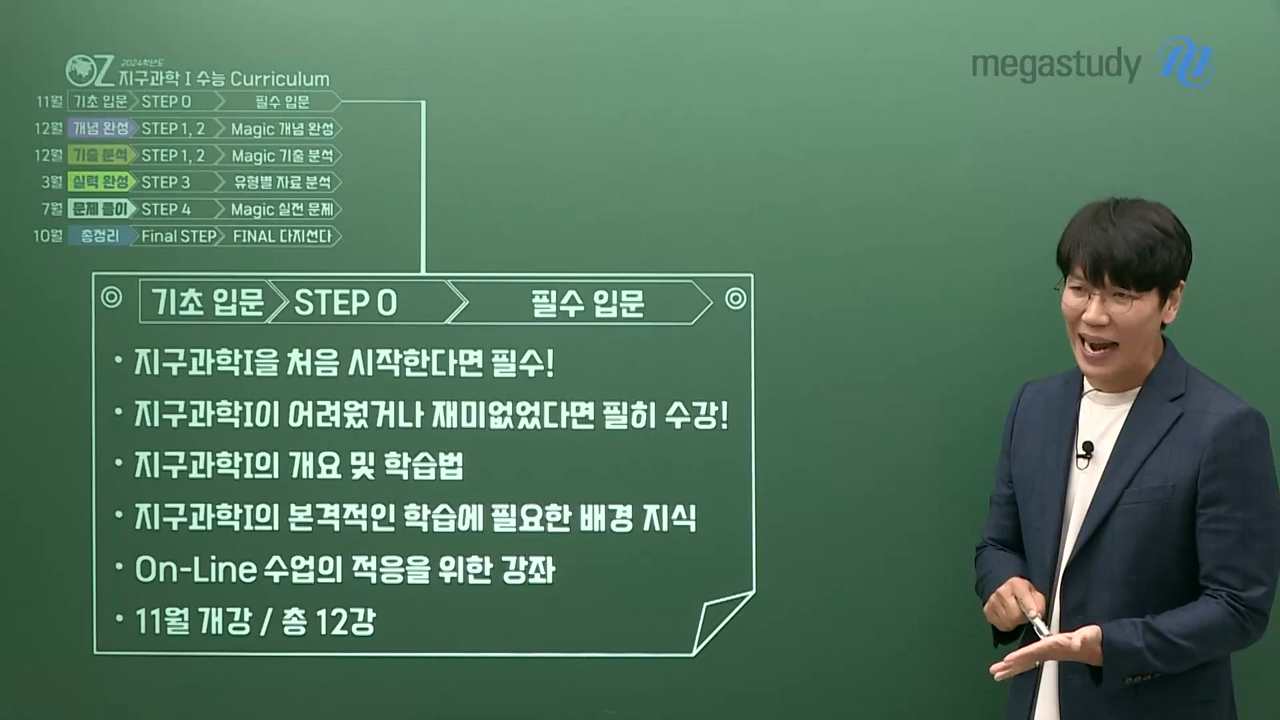 OZ 2024학년도
지구과학 I 수능 Curriculum
megastudy
11월 기초 입문 STEP 0 필수 입문
12월 개념 완성 STEP 1, 2 Magic 개념 완성
12월 기출 분석 STEP 1, 2 Magic 기출 분석
3월 실력 완성 STEP 3 유형별 자료 분석
7월 문제 풀이 STEP 4 Magic 실전 문제
10월 총정리 Final STEP FINAL 다지선다
기초 입문 STEP 0 필수 입문
• 지구과학I을 처음 시작한다면 필수!
• 지구과학I이 어려웠거나 재미없었다면 필히 수강!
• 지구과학I의 개요 및 학습법
• 지구과학I의 본격적인 학습에 필요한 배경 지식
• On-Line 수업의 적응을 위한 강좌
• 11월 개강 / 총 12강